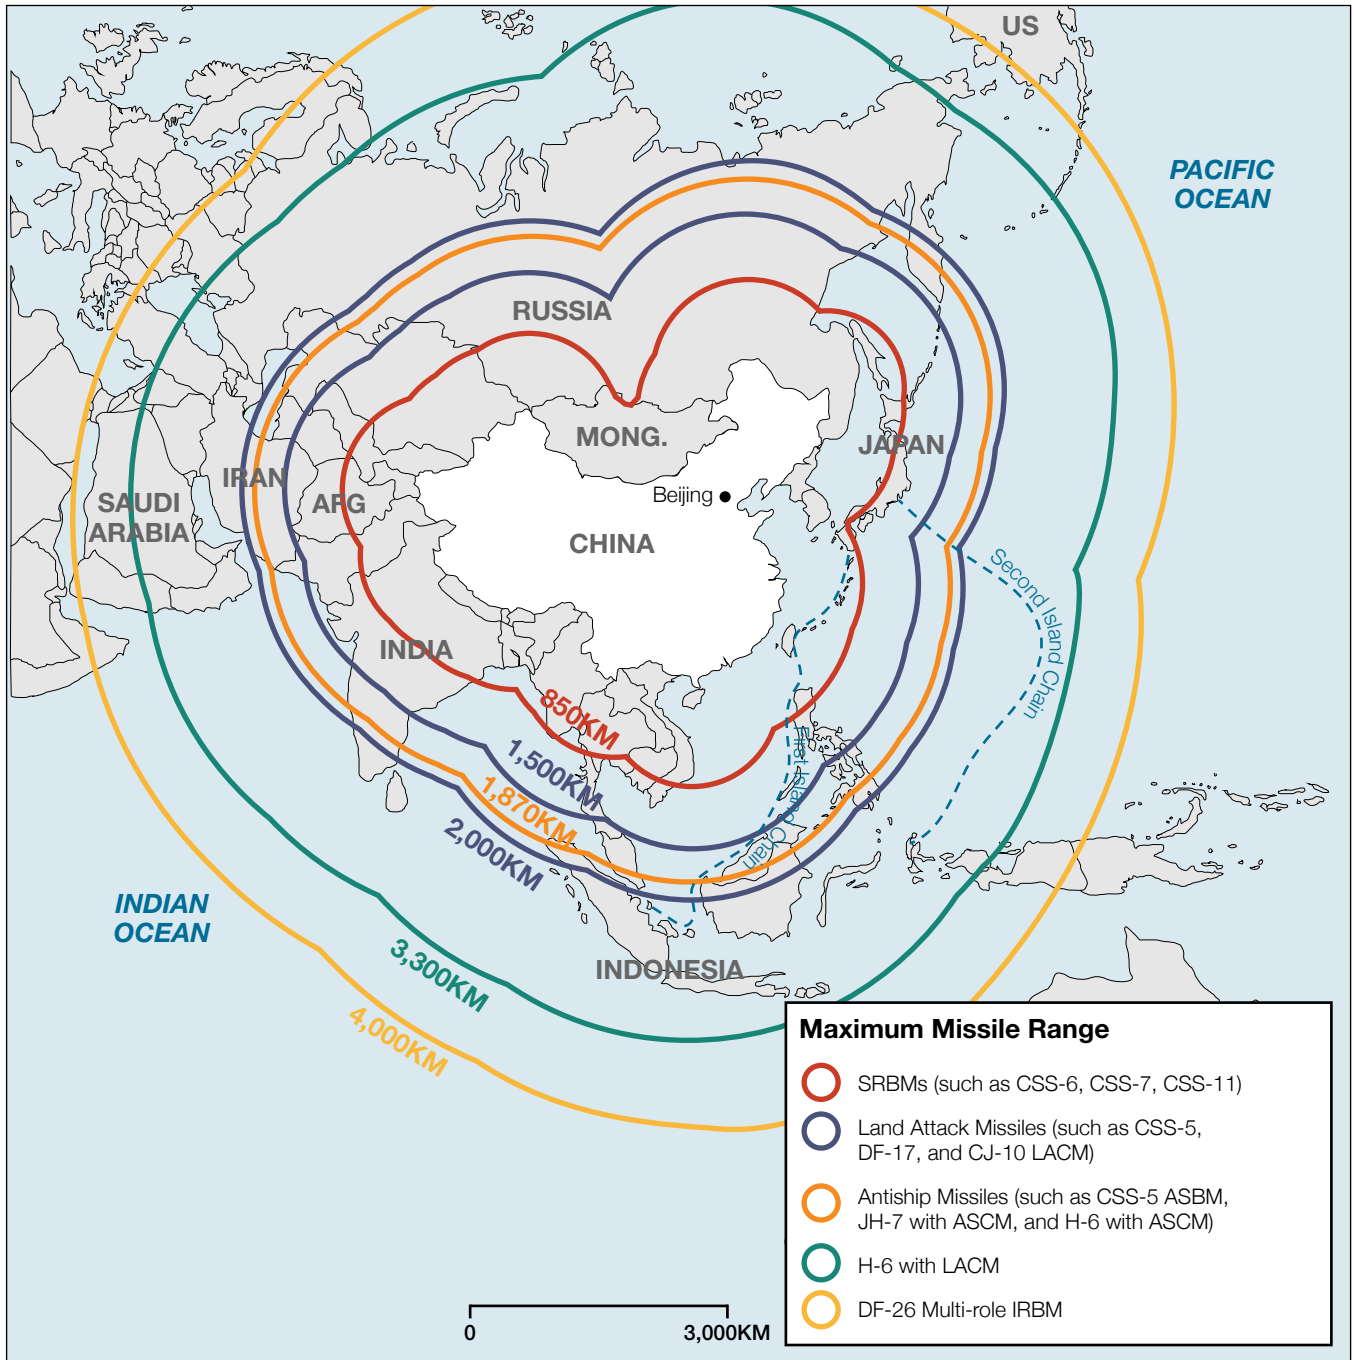 US
PACIFIC
OCEAN
RUSSIA
MONG.
JAPAN
IRAN
AFG
SAUDI
ARABIA
Beijing
CHINA
Second Island Chain
INDIA
850KM
First Island Chain
1,500KM
1,870KM
2,000KM
INDIAN
OCEAN
3,300KM
INDONESIA
4,000KM
Maximum Missile Range
SRBMs (such as CSS-6, CSS-7, CSS-11)
Land Attack Missiles (such as CSS-5,
DF-17, and CJ-10 LACM)
Antiship Missiles (such as CSS-5 ASBM,
JH-7 with ASCM, and H-6 with ASCM)
H-6 with LACM
DF-26 Multi-role IRBM
0
3,000KM